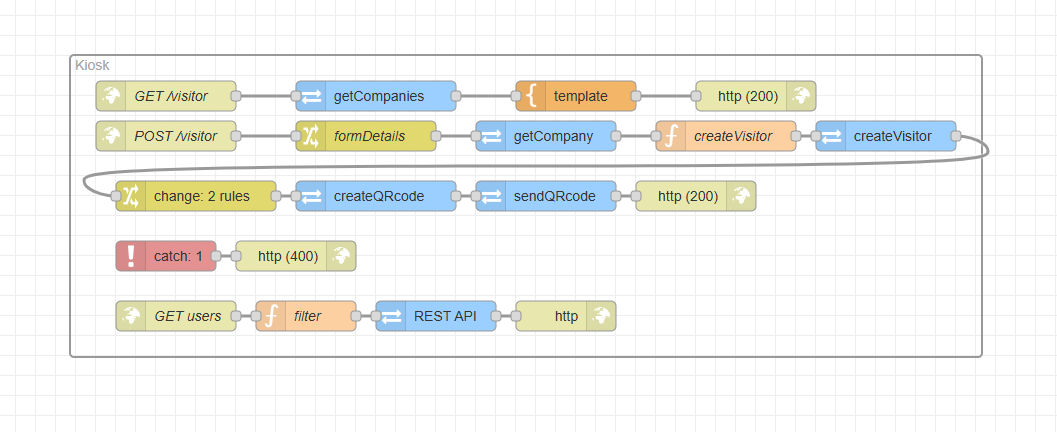 Kiosk
GET /visitor getCompanies template http (200)
POST /visitor formDetails getCompany createVisitor createVisitor
change: 2 rules createQRcode sendQRcode http (200)
catch: 1 http (400)
GET users filter REST API http